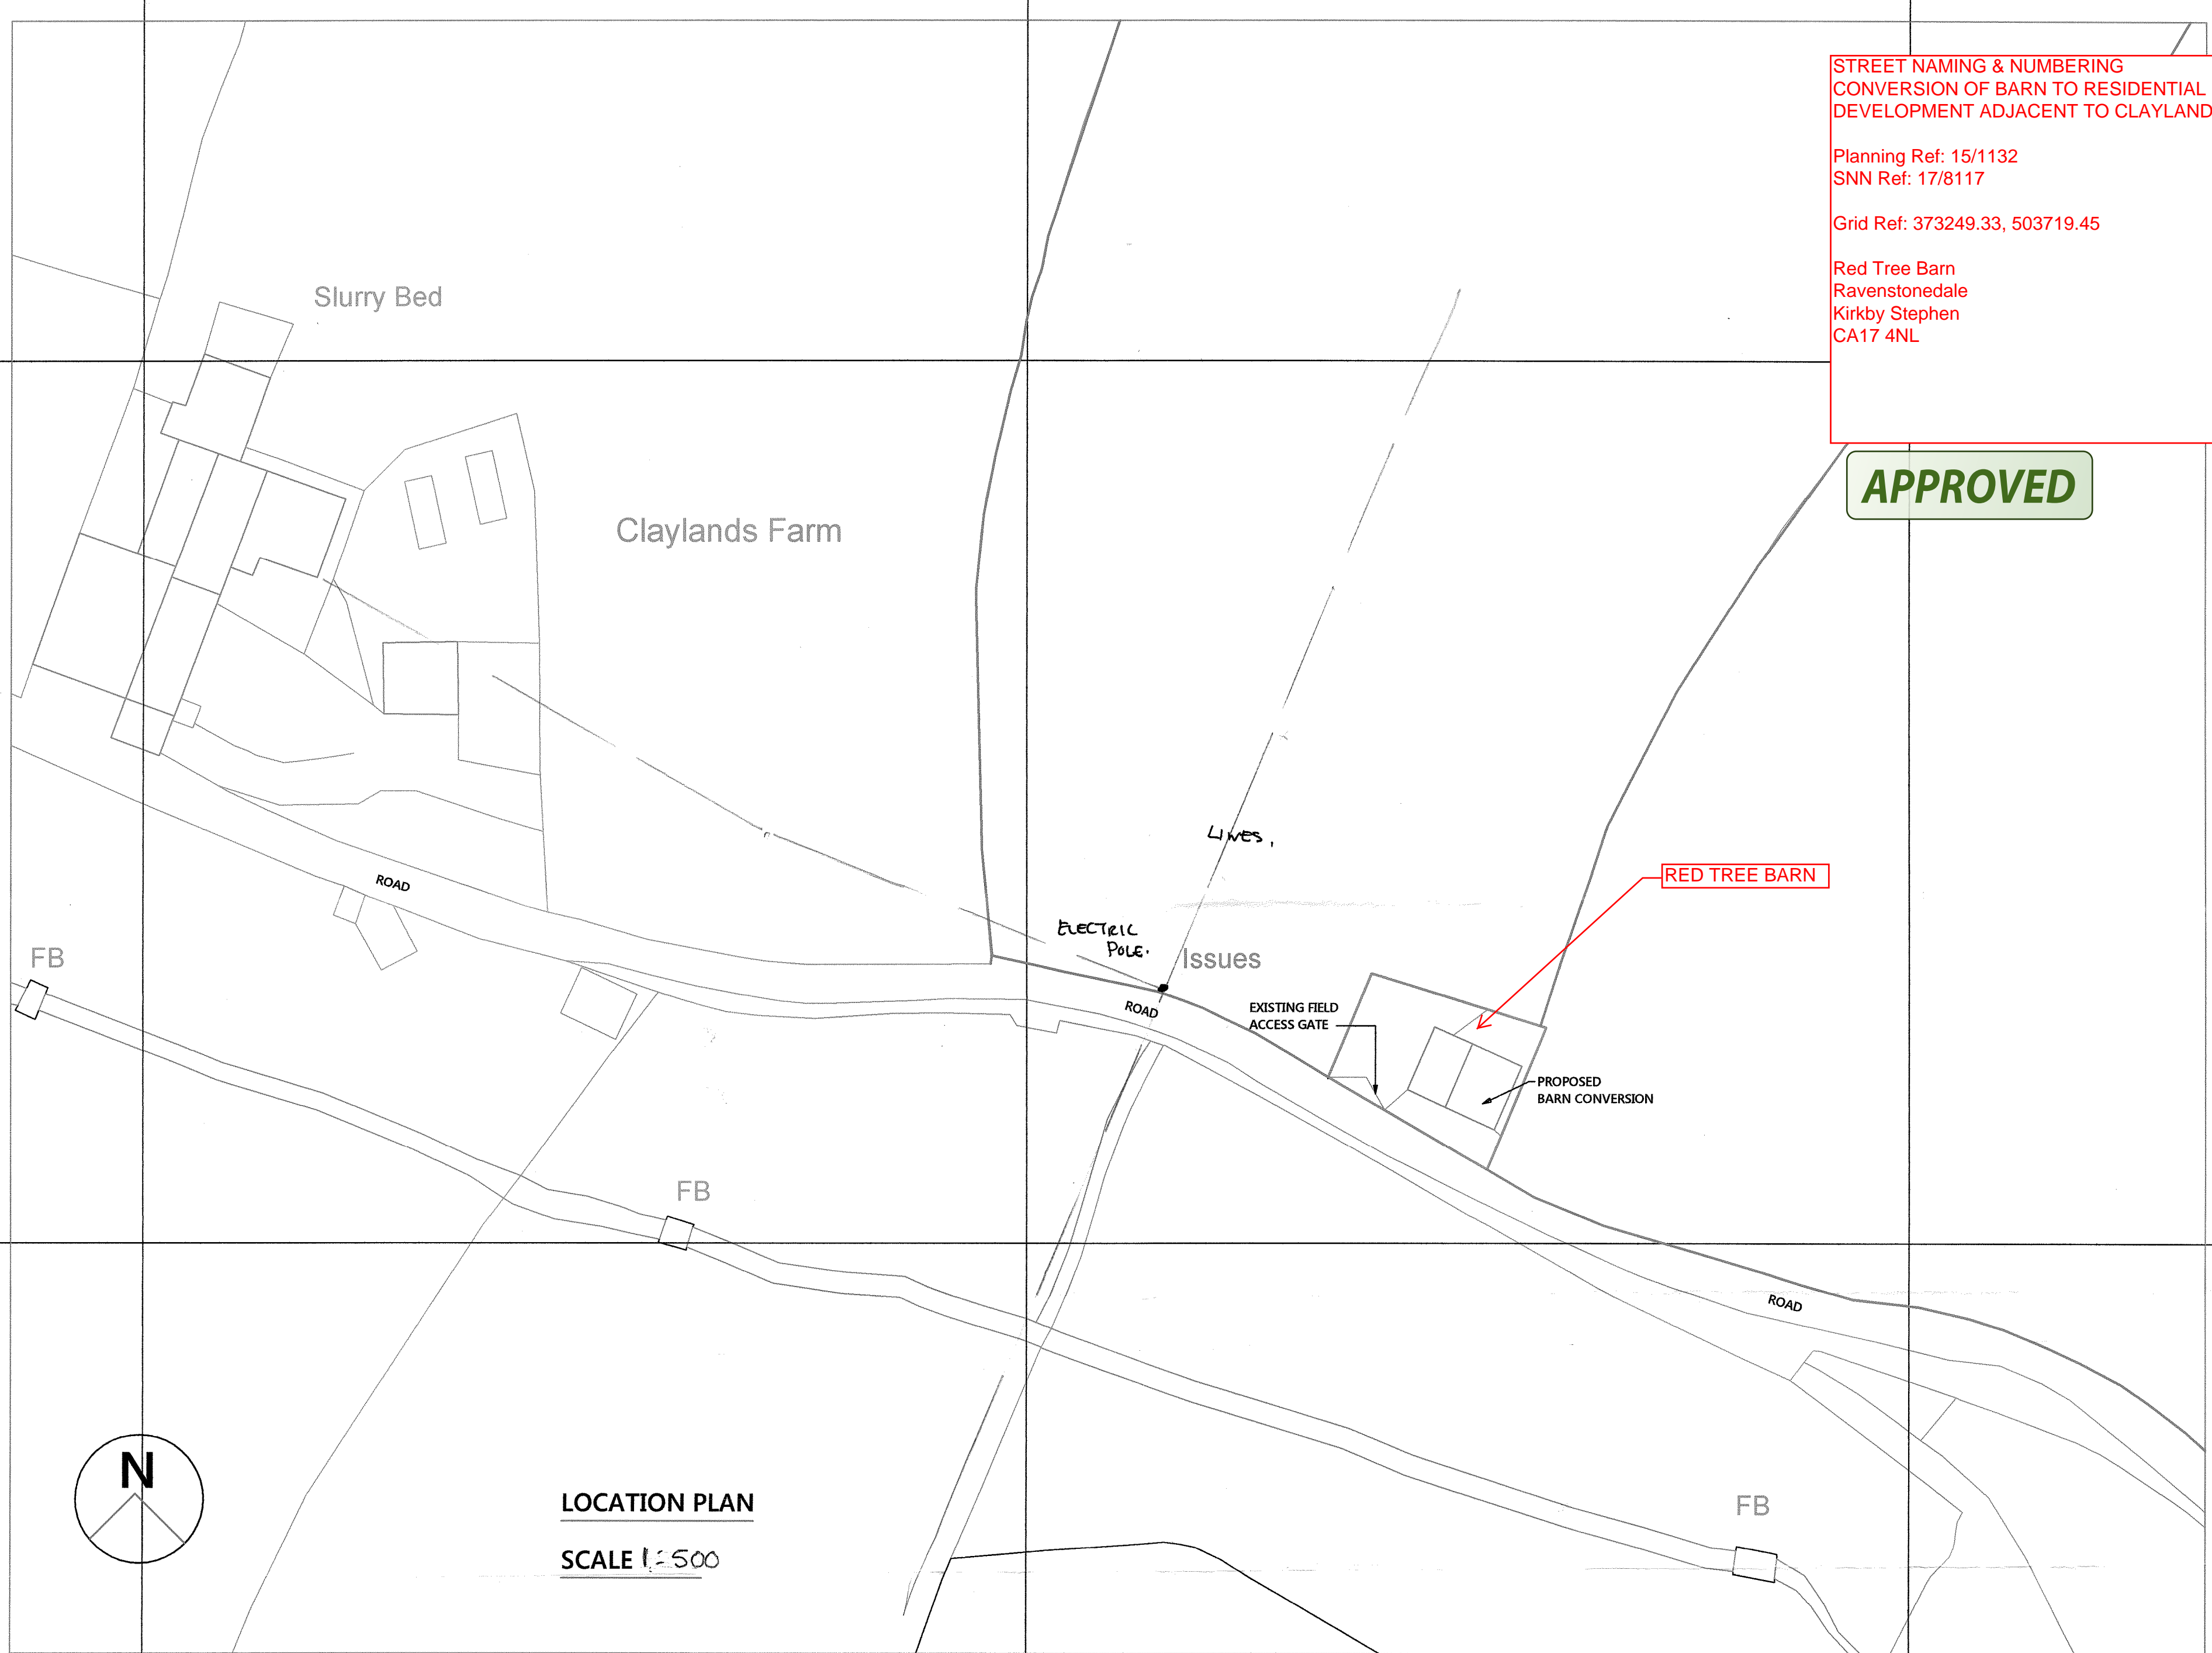 STREET NAMING & NUMBERING
CONVERSION OF BARN TO RESIDENTIAL
DEVELOPMENT ADJACENT TO CLAYLAND
Planning Ref: 15/1132
SNN Ref: 17/8117
Grid Ref: 373249.33, 503719.45
Red Tree Barn
Ravenstonedale
Kirkby Stephen
CA17 4NL
APPROVED
Slurry Bed
Claylands Farm
LINES.
RED TREE BARN
ROAD
ELECTRIC
POLE.
Issues
FB
ROAD
EXISTING FIELD
ACCESS GATE
PROPOSED
BARN CONVERSION
FB
ROAD
N
LOCATION PLAN
SCALE 1:500
FB